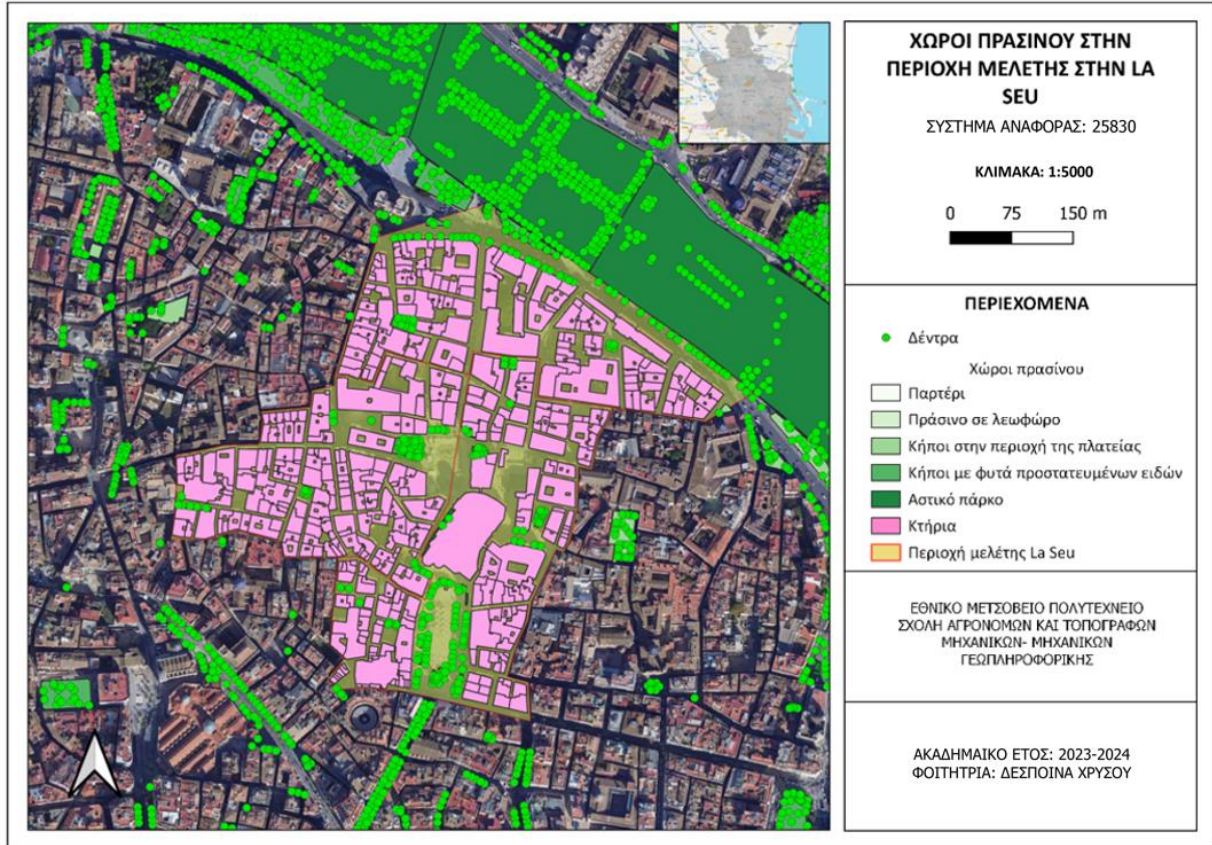 ΧΩΡΟΙ ΠΡΑΣΙΝΟΥ ΣΤΗΝ
ΠΕΡΙΟΧΗ ΜΕΛΕΤΗΣ ΣΤΗΝ LA
SEU
ΣΥΣΤΗΜΑ ΑΝΑΦΟΡΑΣ: 25830
ΚΛΙΜΑΚΑ: 1:5000
0 75 150 m
ΠΕΡΙΕΧΟΜΕΝΑ
Δέντρα
Χώροι πρασίνου
Παρτέρι
Πράσινο σε λεωφώρο
Κήποι στην περιοχή της πλατείας
Κήποι με φυτά προστατευμένων ειδών
Αστικό πάρκο
Κτήρια
Περιοχή μελέτης La Seu
ΕΘΝΙΚΟ ΜΕΤΣΟΒΕΙΟ ΠΟΛΥΤΕΧΝΕΙΟ
ΣΧΟΛΗ ΑΓΡΟΝΟΜΩΝ ΚΑΙ ΤΟΠΟΓΡΑΦΩΝ
ΜΗΧΑΝΙΚΩΝ- ΜΗΧΑΝΙΚΩΝ
ΓΕΩΠΛΗΡΟΦΟΡΙΚΗΣ
ΑΚΑΔΗΜΑΙΚΟ ΕΤΟΣ: 2023-2024
ΦΟΙΤΗΤΡΙΑ: ΔΕΣΠΟΙΝΑ ΧΡΥΣΟΥ